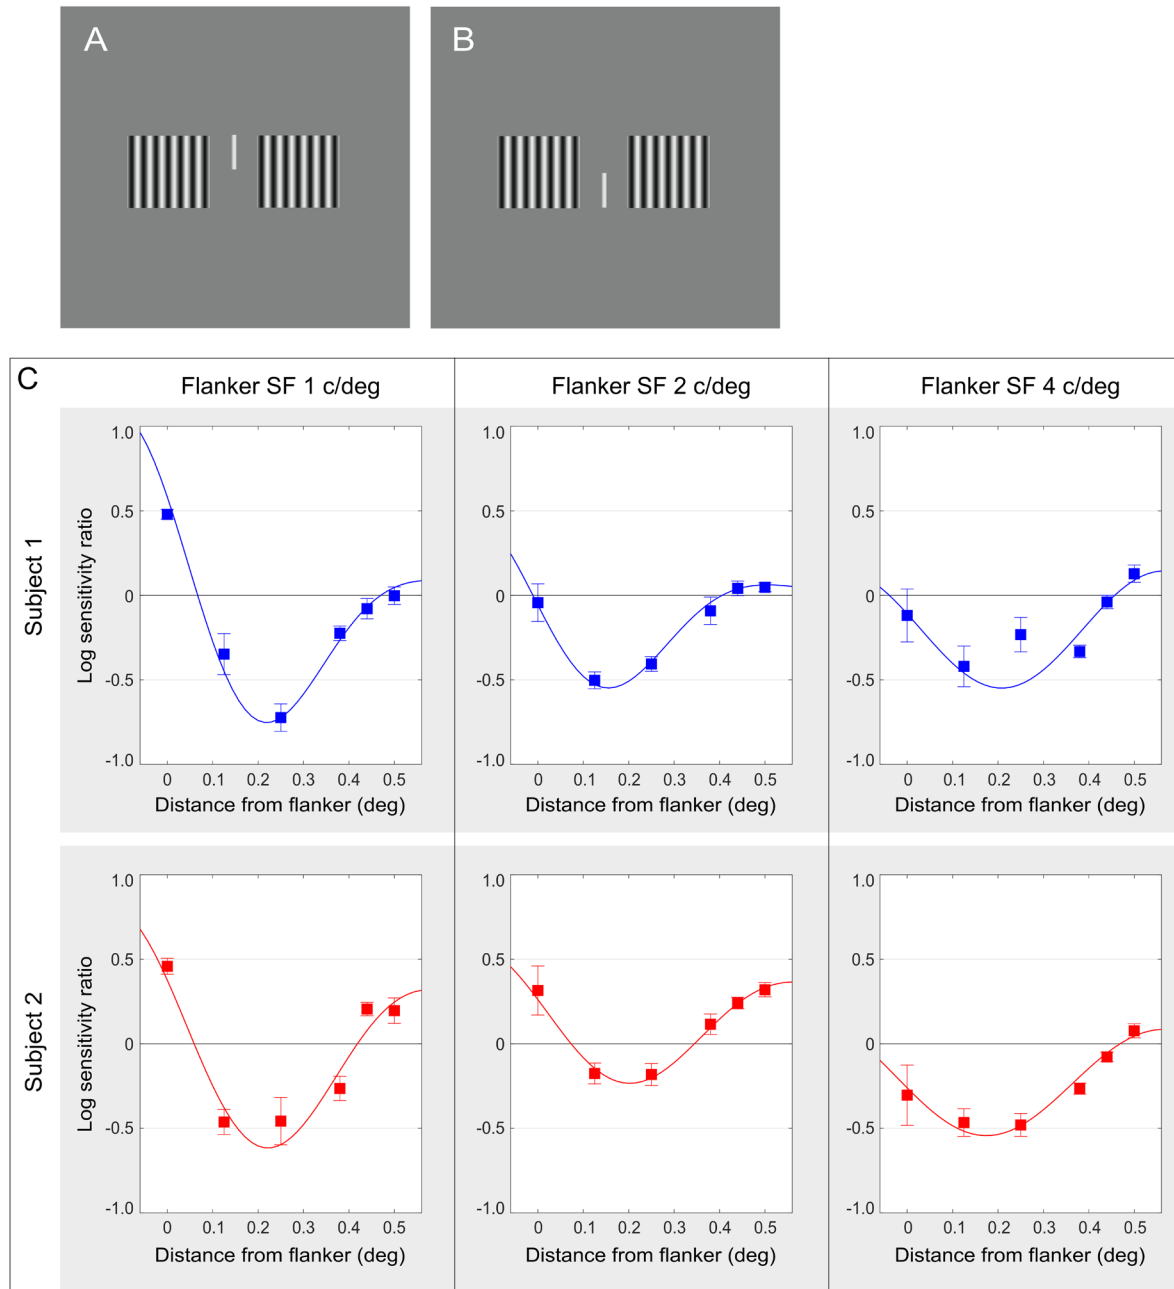 A
B
C
Flanker SF 1 c/deg
Flanker SF 2 c/deg
Flanker SF 4 c/deg
Subject 1
Log sensitivity ratio
1.0
0.5
0
-0.5
-1.0
0 0.1 0.2 0.3 0.4 0.5
Distance from flanker (deg)
1.0
0.5
0
-0.5
-1.0
0 0.1 0.2 0.3 0.4 0.5
Distance from flanker (deg)
1.0
0.5
0
-0.5
-1.0
0 0.1 0.2 0.3 0.4 0.5
Distance from flanker (deg)
Subject 2
Log sensitivity ratio
1.0
0.5
0
-0.5
-1.0
0 0.1 0.2 0.3 0.4 0.5
Distance from flanker (deg)
1.0
0.5
0
-0.5
-1.0
0 0.1 0.2 0.3 0.4 0.5
Distance from flanker (deg)
1.0
0.5
0
-0.5
-1.0
0 0.1 0.2 0.3 0.4 0.5
Distance from flanker (deg)